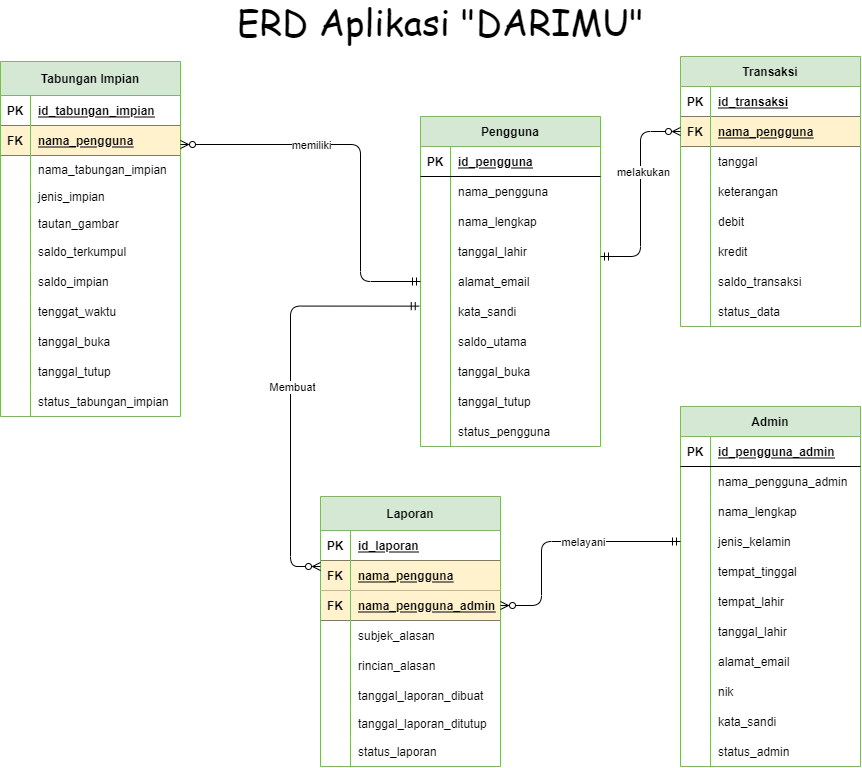 ERD Aplikasi "DARIMU"
Tabungan Impian
PK id_tabungan_impian
FK nama_pengguna
nama_tabungan_impian
jenis_impian
tautan_gambar
saldo_terkumpul
saldo_impian
tenggat_waktu
tanggal_buka
tanggal_tutup
status_tabungan_impian
memiliki
Pengguna
PK id_pengguna
nama_pengguna
nama_lengkap
tanggal_lahir
alamat_email
kata_sandi
saldo_utama
tanggal_buka
tanggal_tutup
status_pengguna
melakukan
Transaksi
PK id_transaksi
FK nama_pengguna
tanggal
keterangan
debit
kredit
saldo_transaksi
status_data
Membuat
Laporan
PK id_laporan
FK nama_pengguna
FK nama_pengguna_admin
subjek_alasan
rincian_alasan
tanggal_laporan_dibuat
tanggal_laporan_ditutup
status_laporan
melayani
Admin
PK id_pengguna_admin
nama_pengguna_admin
nama_lengkap
jenis_kelamin
tempat_tinggal
tempat_lahir
tanggal_lahir
alamat_email
nik
kata_sandi
status_admin